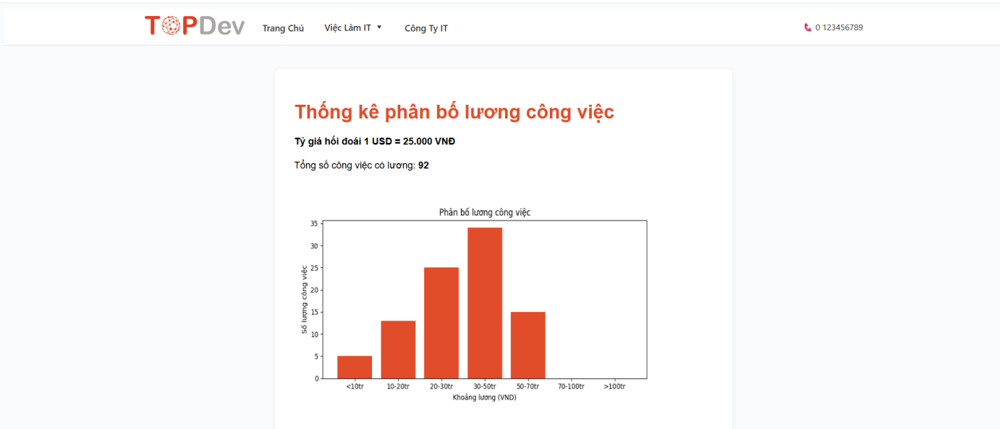 TOPDev Trang Chủ Việc Làm IT ▼ Công Ty IT 0 123456789
Thống kê phân bố lương công việc
Tỷ giá hối đoái 1 USD = 25.000 VNĐ
Tổng số công việc có lương: 92
Phân bố lương công việc
35
30
25
20
15
10
5
0
Số lượng công việc
<10tr 10-20tr 20-30tr 30-50tr 50-70tr 70-100tr >100tr
Khoảng lương (VND)